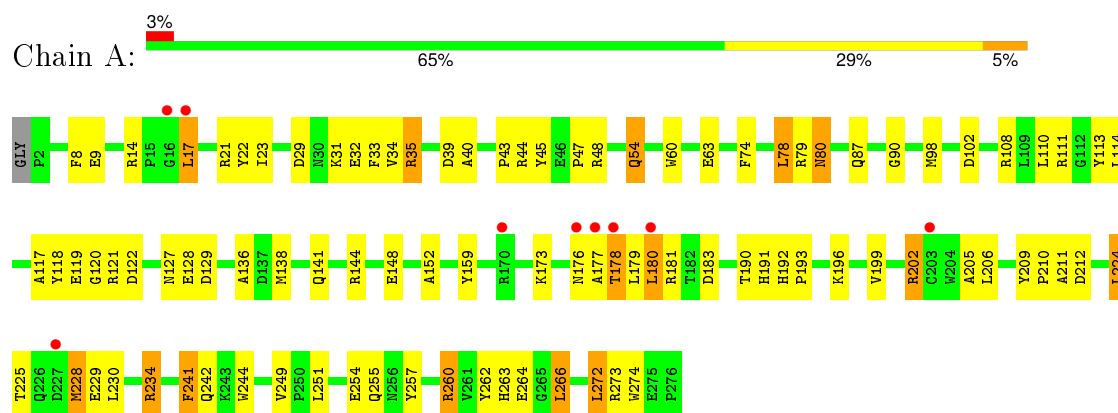 3%
Chain A:
65% 29% 5%
GLY P2 F8 E9 R14 P15 G16 L17 R21 Y22 I23 D29 N30 K31 E32 F33 V34 R35 D39 A40 P43 R44 Y45 E46 P47 R48 Q54 W60 E63 F74 L78 R79 N80 Q87 G90 M98 D102 R108 L109 L110 R111 G112 Y113 L114
A117 Y118 E119 G120 R121 D122 N127 E128 D129 A136 D137 M138 Q141 R144 E148 A152 Y159 R170 K173 N176 A177 T178 L179 L180 R181 T182 D183 T190 H191 H192 P193 K196 V199 R202 C203 W204 A205 L206 Y209 P210 A211 D212 L224
T225 Q226 D227 M228 E229 L230 R234 F241 Q242 K243 W244 V249 P250 L251 E254 Q255 N256 Y257 R260 V261 Y262 H263 E264 G265 L266 L272 R273 W274 E275 P276